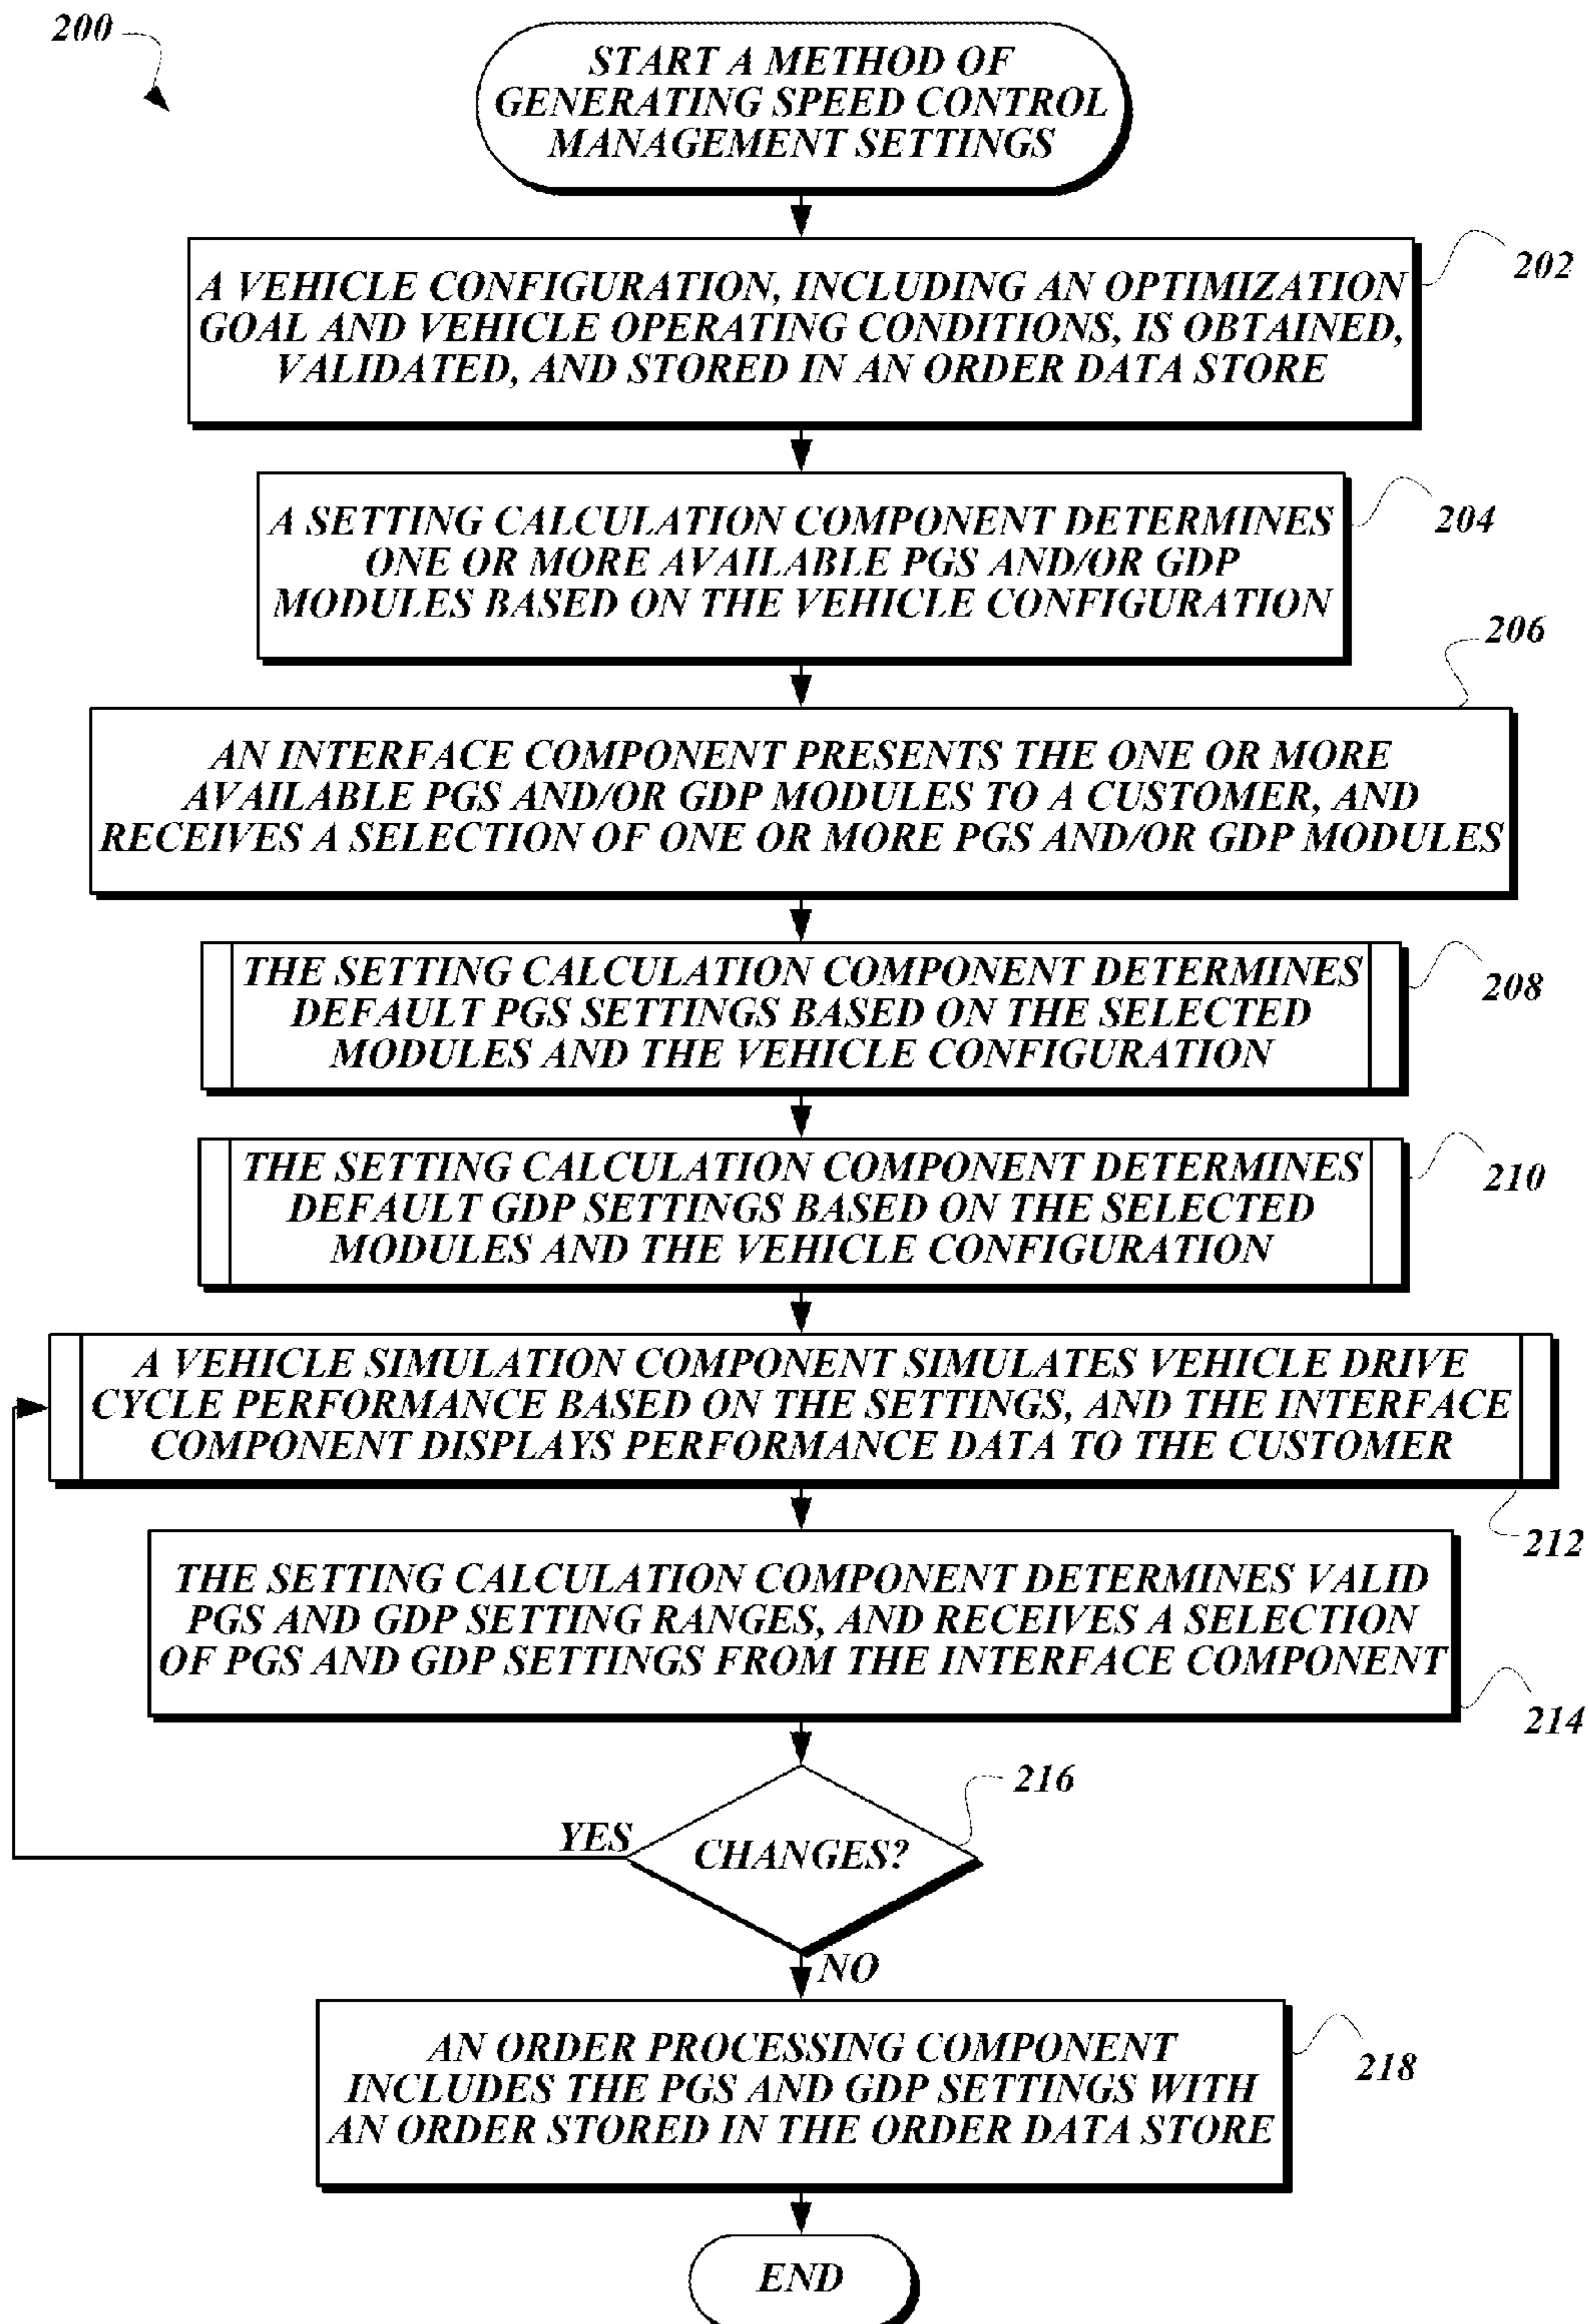 200
START A METHOD OF
GENERATING SPEED CONTROL
MANAGEMENT SETTINGS
202
A VEHICLE CONFIGURATION, INCLUDING AN OPTIMIZATION
GOAL AND VEHICLE OPERATING CONDITIONS, IS OBTAINED,
VALIDATED, AND STORED IN AN ORDER DATA STORE
204
A SETTING CALCULATION COMPONENT DETERMINES
ONE OR MORE AVAILABLE PGS AND/OR GDP
MODULES BASED ON THE VEHICLE CONFIGURATION
206
AN INTERFACE COMPONENT PRESENTS THE ONE OR MORE
AVAILABLE PGS AND/OR GDP MODULES TO A CUSTOMER, AND
RECEIVES A SELECTION OF ONE OR MORE PGS AND/OR GDP MODULES
208
THE SETTING CALCULATION COMPONENT DETERMINES
DEFAULT PGS SETTINGS BASED ON THE SELECTED
MODULES AND THE VEHICLE CONFIGURATION
210
THE SETTING CALCULATION COMPONENT DETERMINES
DEFAULT GDP SETTINGS BASED ON THE SELECTED
MODULES AND THE VEHICLE CONFIGURATION
A VEHICLE SIMULATION COMPONENT SIMULATES VEHICLE DRIVE
CYCLE PERFORMANCE BASED ON THE SETTINGS, AND THE INTERFACE
COMPONENT DISPLAYS PERFORMANCE DATA TO THE CUSTOMER
212
THE SETTING CALCULATION COMPONENT DETERMINES VALID
PGS AND GDP SETTING RANGES, AND RECEIVES A SELECTION
OF PGS AND GDP SETTINGS FROM THE INTERFACE COMPONENT
214
216
YES
CHANGES?
NO
AN ORDER PROCESSING COMPONENT
INCLUDES THE PGS AND GDP SETTINGS WITH
AN ORDER STORED IN THE ORDER DATA STORE
218
END